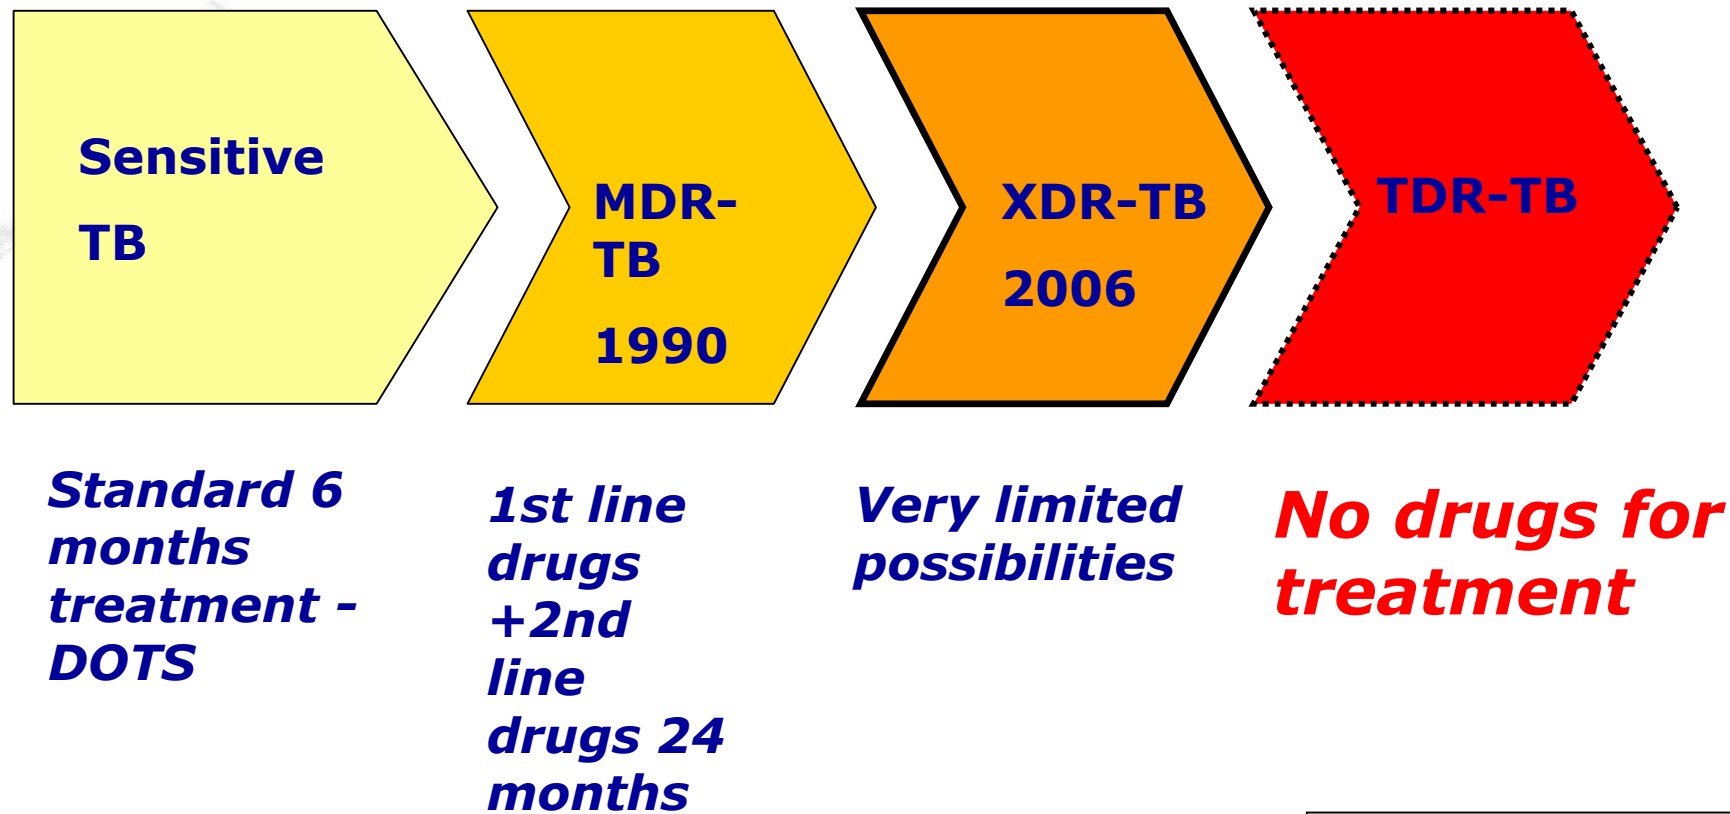 Sensitive
TB
MDR-
TB
1990
XDR-TB
2006
TDR-TB
Standard 6
months
treatment -
DOTS
1st line
drugs
+2nd
line
drugs 24
months
Very limited
possibilities
No drugs for
treatment